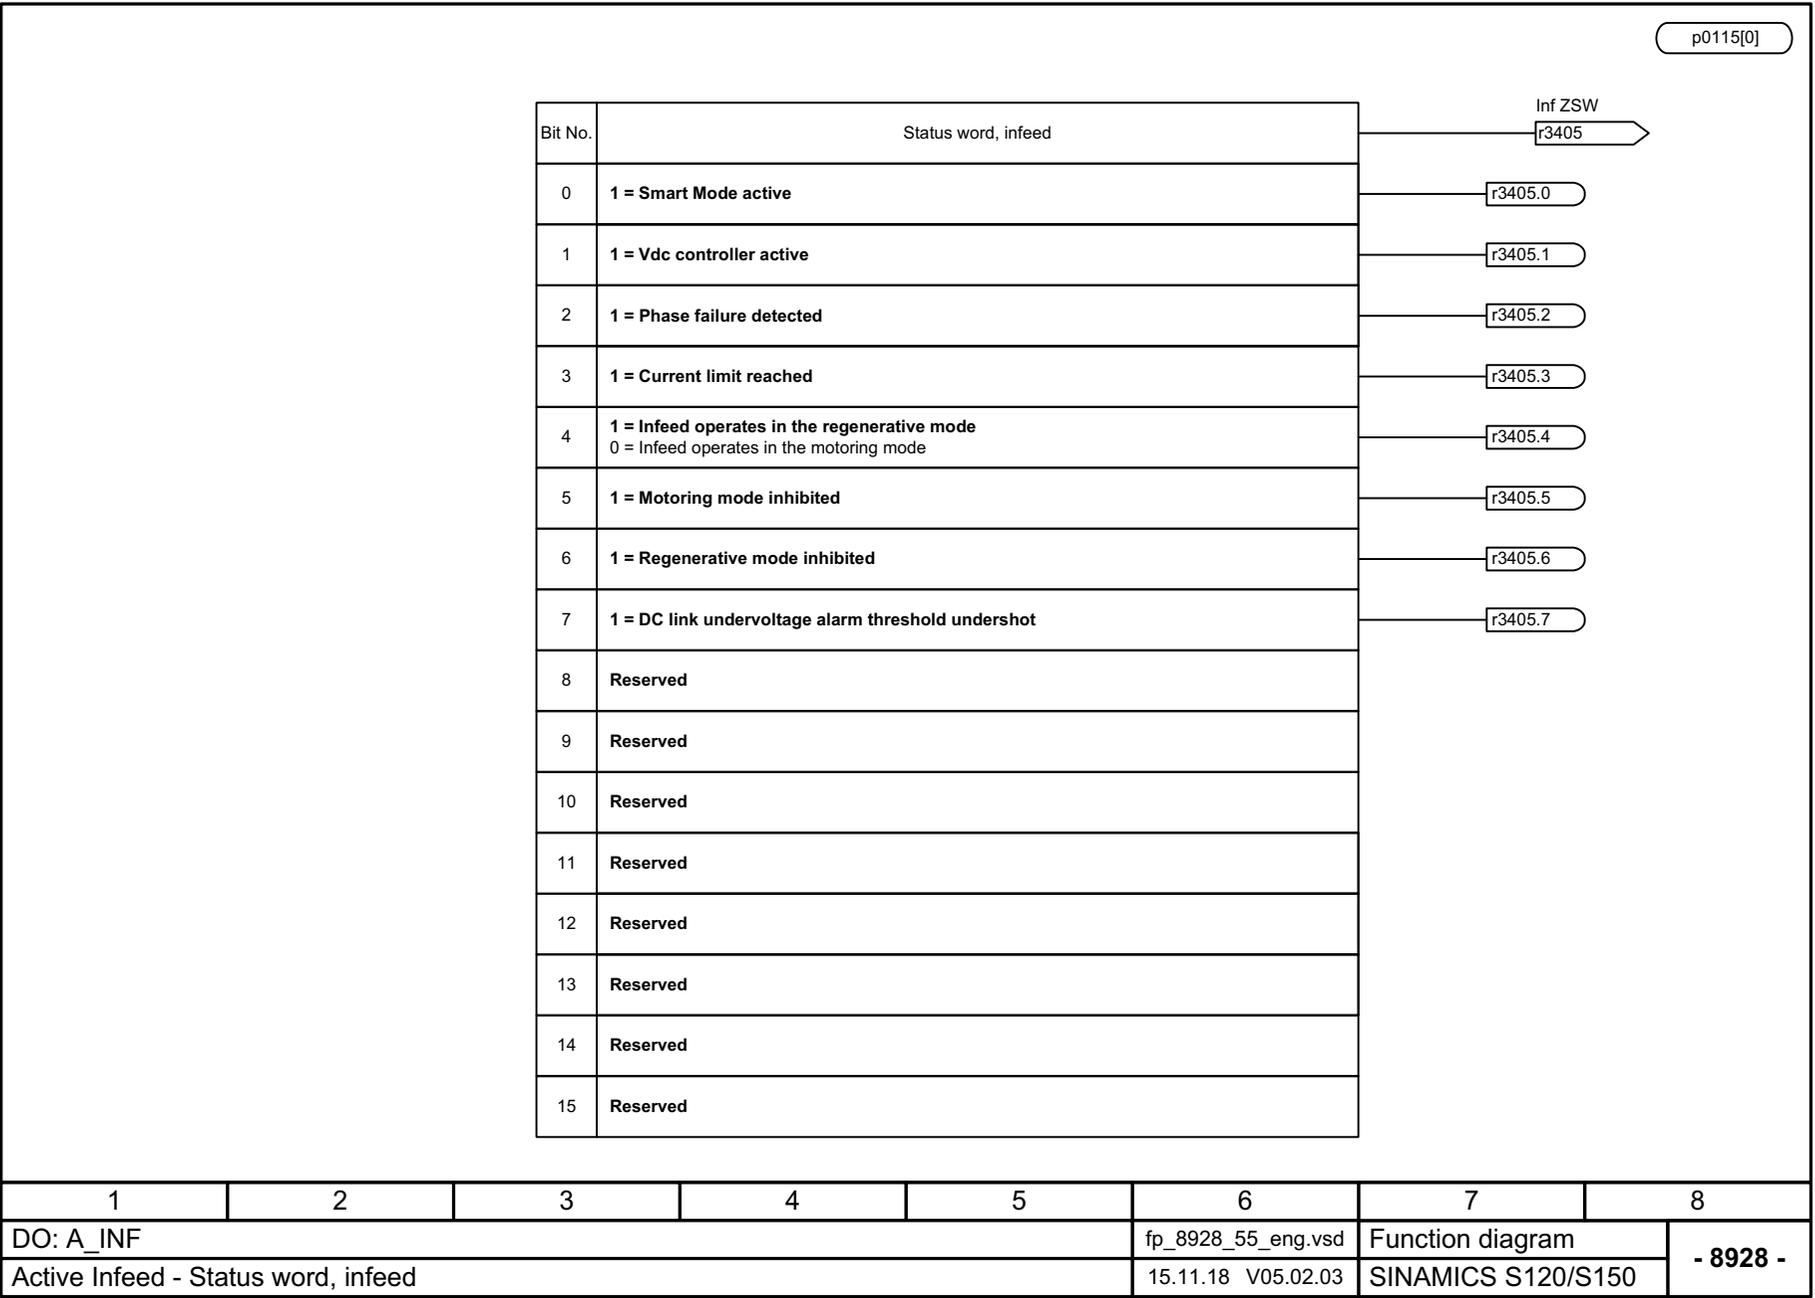 p0115[0]
Inf ZSW
Bit No. Status word, infeed r3405
0 1 = Smart Mode active r3405.0
1 1 = Vdc controller active r3405.1
2 1 = Phase failure detected r3405.2
3 1 = Current limit reached r3405.3
4 1 = Infeed operates in the regenerative mode
0 = Infeed operates in the motoring mode r3405.4
5 1 = Motoring mode inhibited r3405.5
6 1 = Regenerative mode inhibited r3405.6
7 1 = DC link undervoltage alarm threshold undershot r3405.7
8 Reserved
9 Reserved
10 Reserved
11 Reserved
12 Reserved
13 Reserved
14 Reserved
15 Reserved
1 2 3 4 5 6 7 8
DO: A_INF fp_8928_55_eng.vsd Function diagram
- 8928 -
Active Infeed - Status word, infeed 15.11.18 V05.02.03 SINAMICS S120/S150